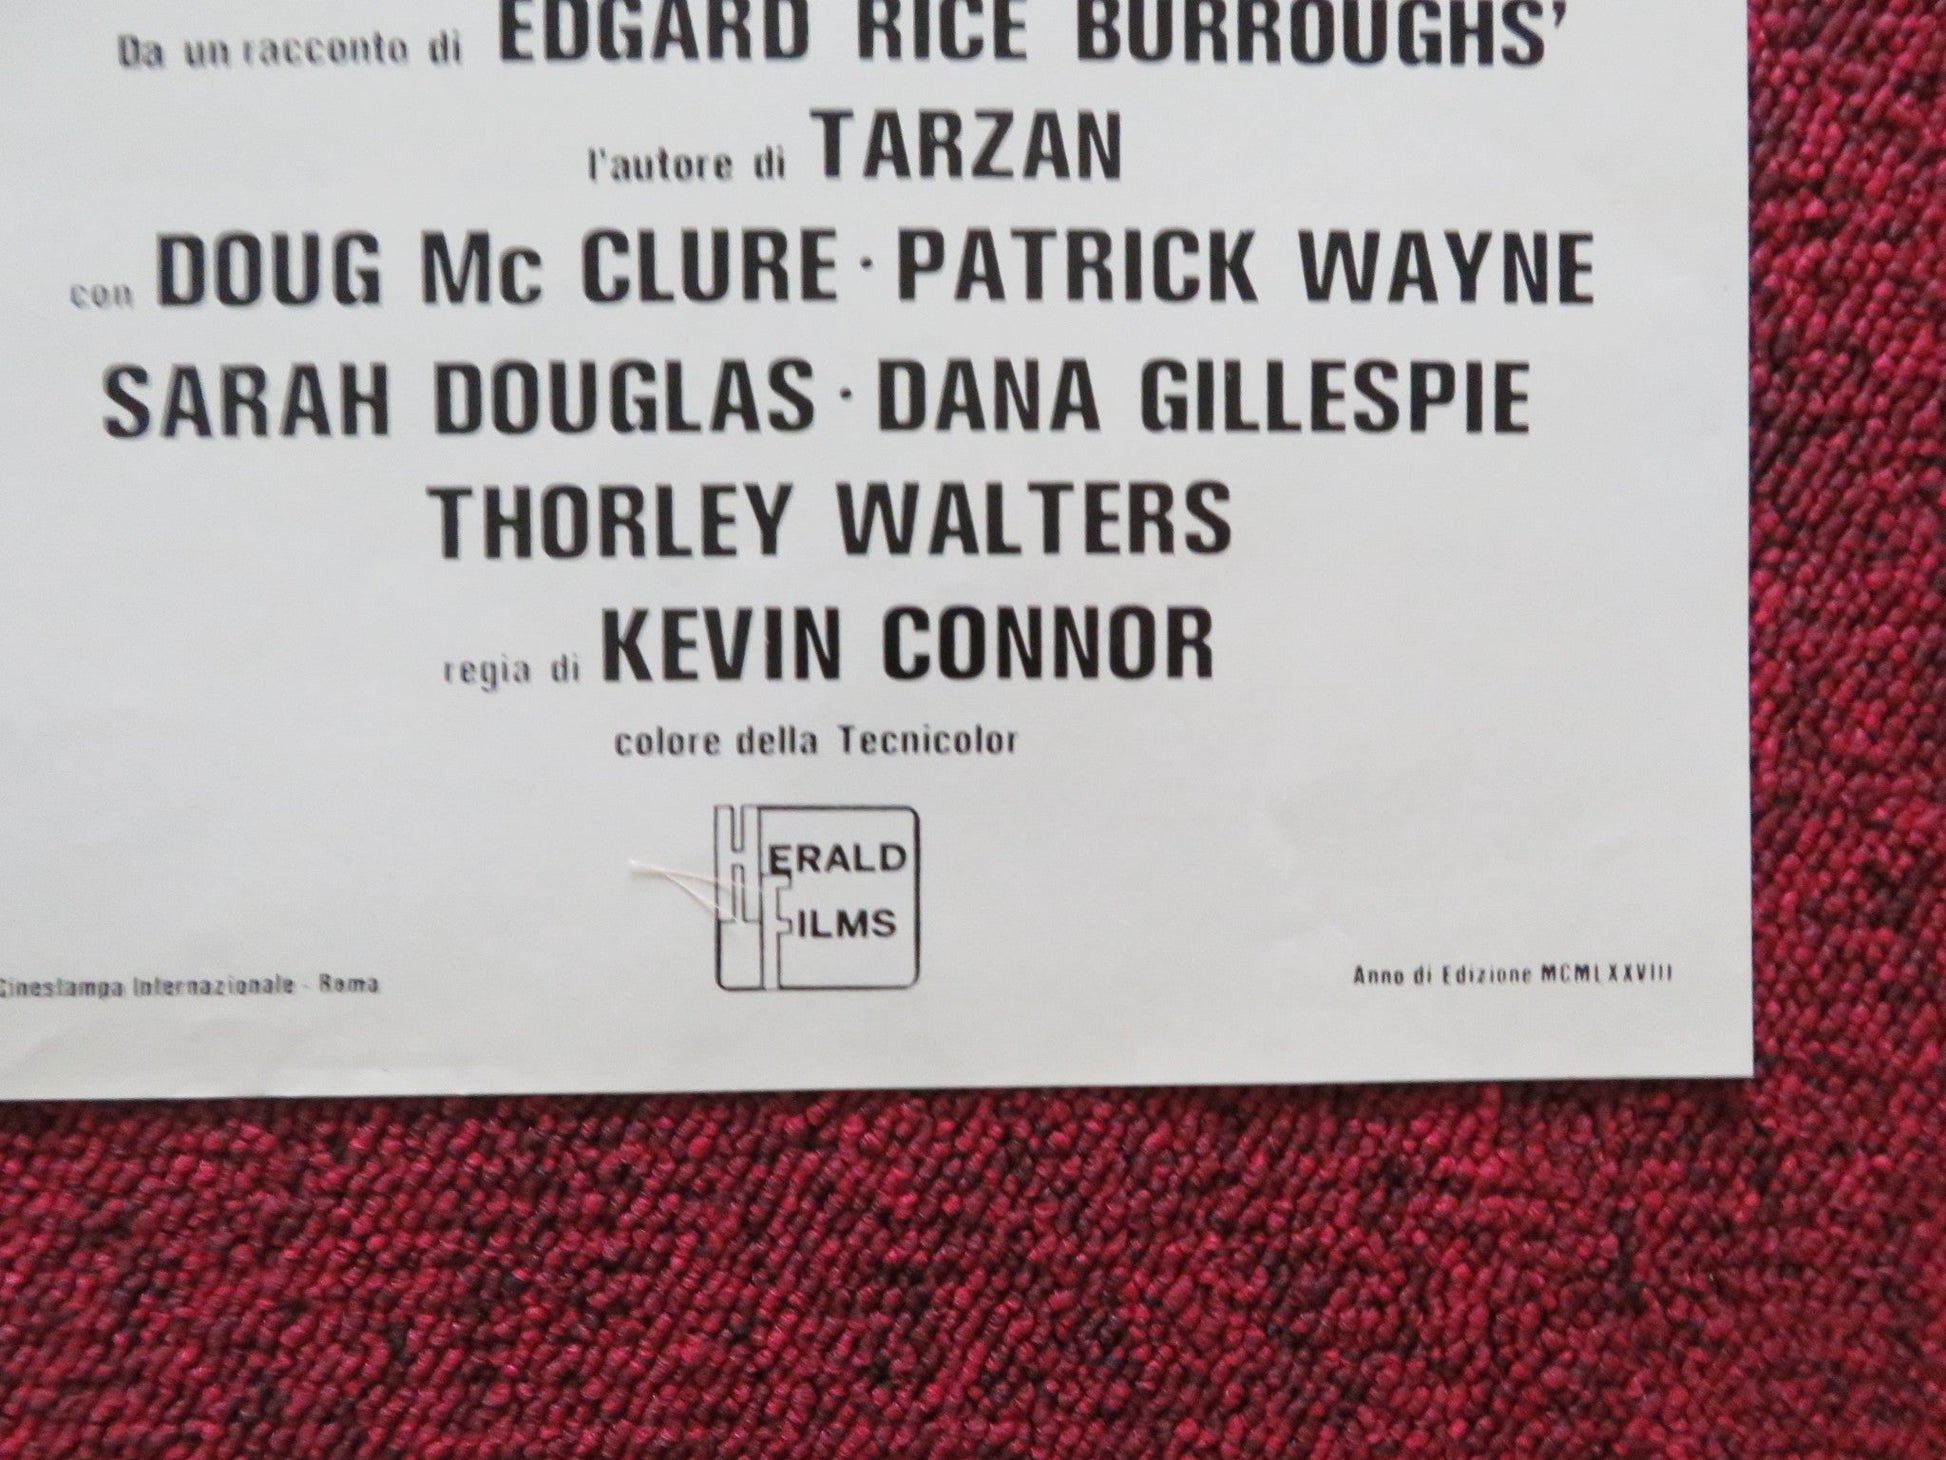 Da un racconto di EDGARD RICE BURROUGHS'
l'autore di TARZAN
con DOUG Mc CLURE · PATRICK WAYNE
SARAH DOUGLAS · DANA GILLESPIE
THORLEY WALTERS
regia di KEVIN CONNOR
colore della Tecnicolor
HERALD
FILMS
Cinestampa Internazionale - Roma
Anno di Edizione MCMLXXVIII